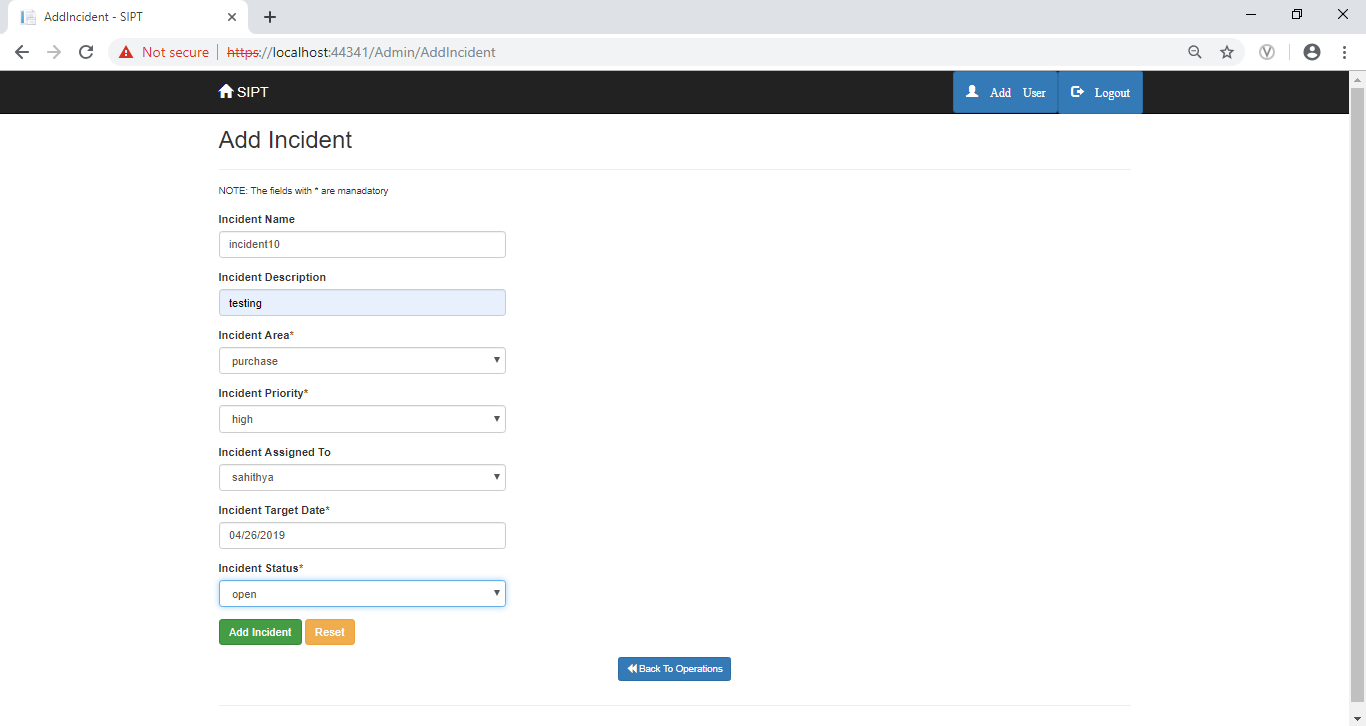 AddIncident - SIPT
Not secure https://localhost:44341/Admin/AddIncident
SIPT
Add User
Logout
Add Incident
NOTE: The fields with * are manadatory
Incident Name
incident10
Incident Description
testing
Incident Area*
purchase
Incident Priority*
high
Incident Assigned To
sahithya
Incident Target Date*
04/26/2019
Incident Status*
open
Add Incident Reset
Back To Operations